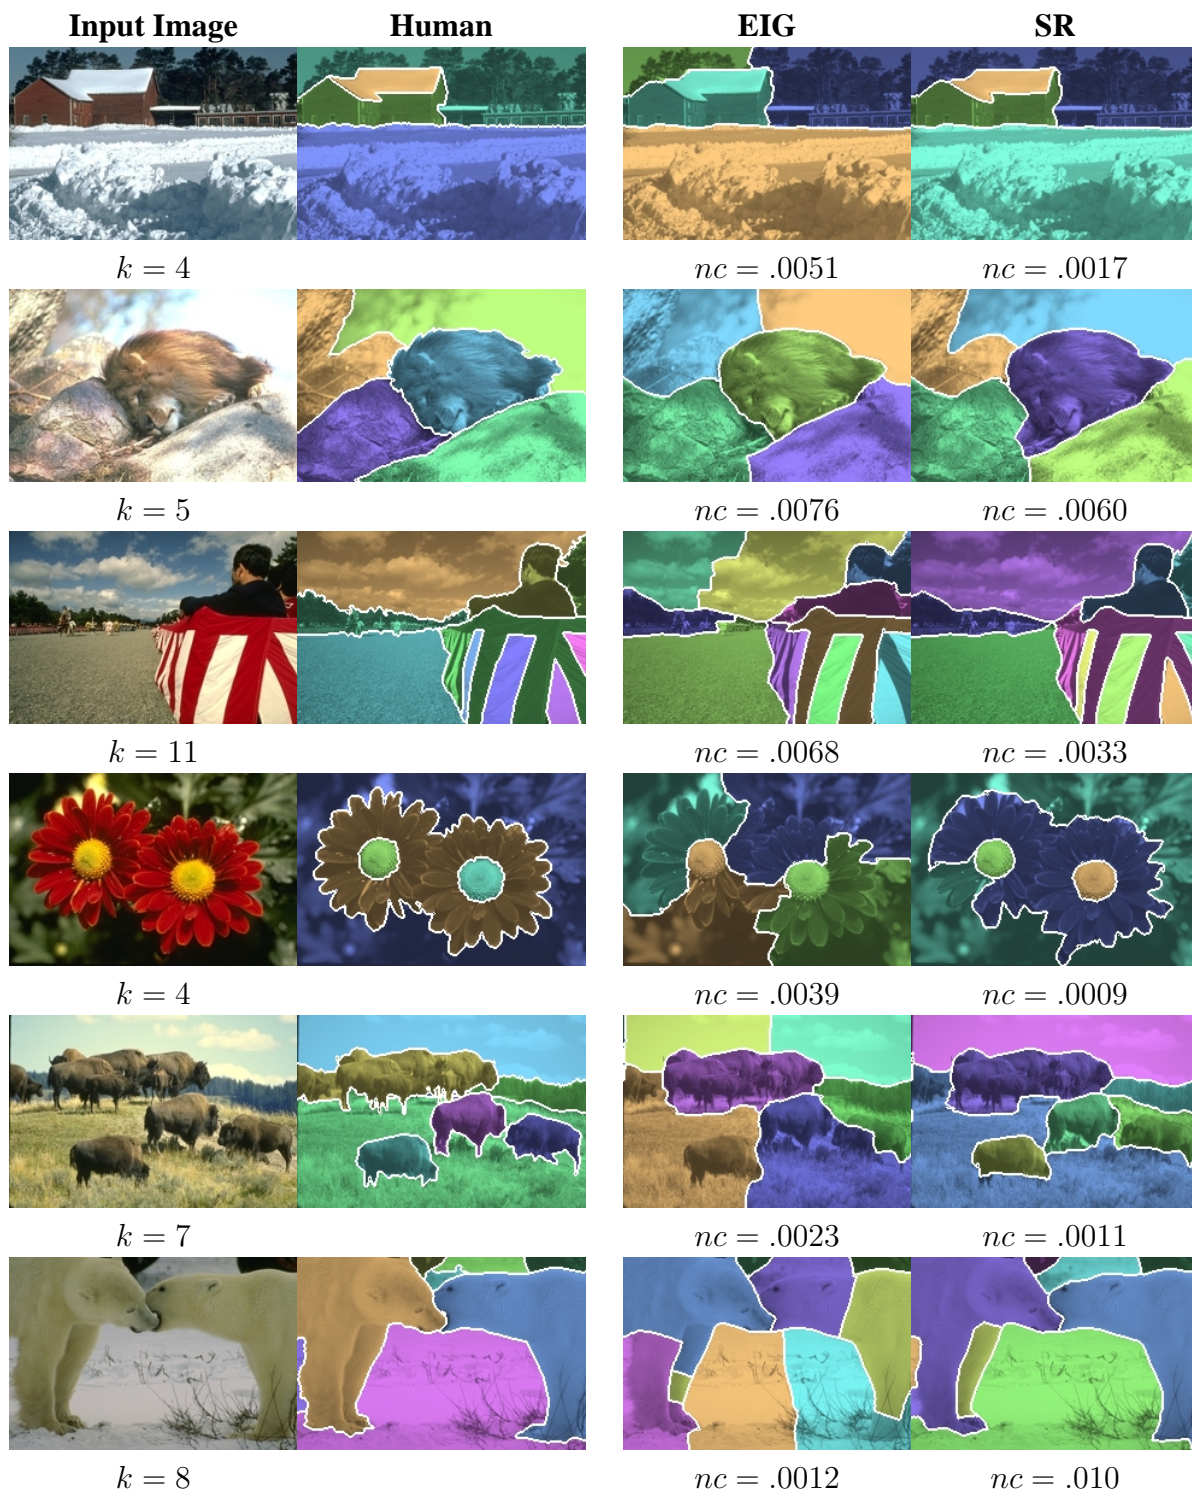 Input Image Human EIG SR
k = 4 nc = .0051 nc = .0017
k = 5 nc = .0076 nc = .0060
k = 11 nc = .0068 nc = .0033
k = 4 nc = .0039 nc = .0009
k = 7 nc = .0023 nc = .0011
k = 8 nc = .0012 nc = .010